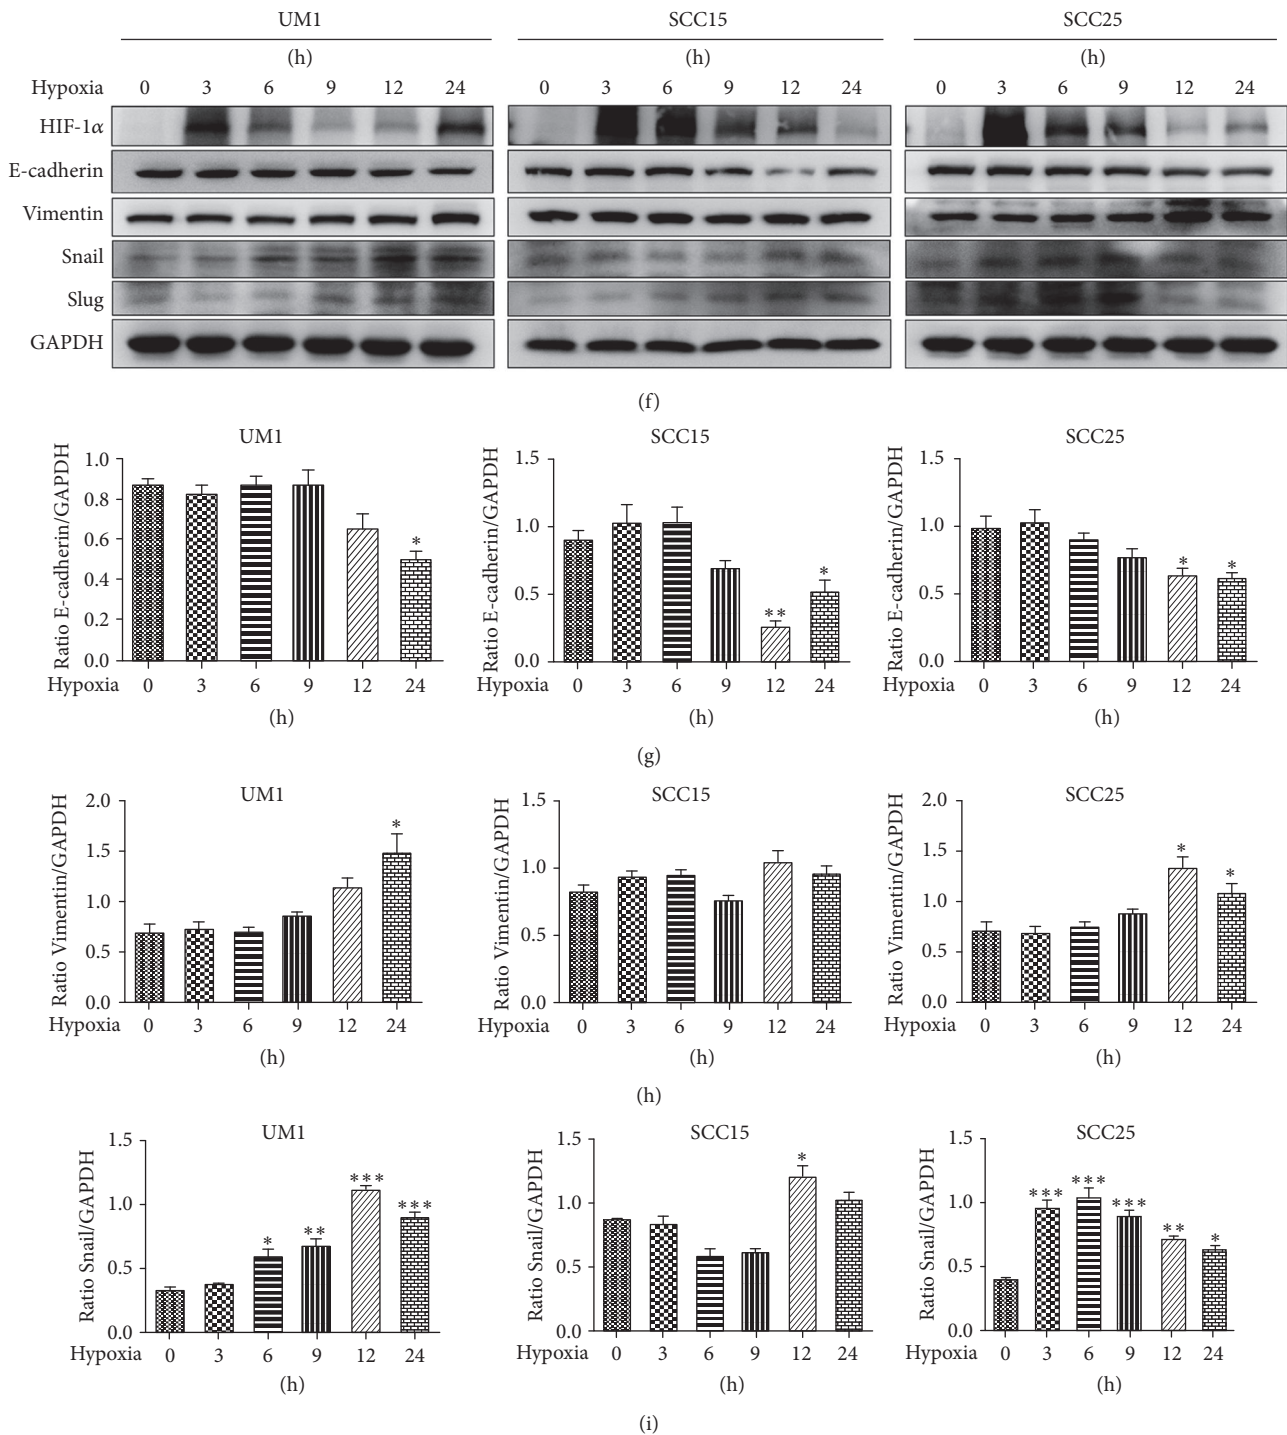 UM1 SCC15 SCC25
(h) (h) (h)
Hypoxia 0 3 6 9 12 24 0 3 6 9 12 24 0 3 6 9 12 24
HIF-1α
E-cadherin
Vimentin
Snail
Slug
GAPDH
(f)
UM1
Ratio E-cadherin/GAPDH
1.0
0.8
0.6
0.4
0.2
0.0
*
Hypoxia 0 3 6 9 12 24
(h)
SCC15
Ratio E-cadherin/GAPDH
1.5
1.0
0.5
0.0
** *
Hypoxia 0 3 6 9 12 24
(h)
SCC25
Ratio E-cadherin/GAPDH
1.5
1.0
0.5
0.0
* *
Hypoxia 0 3 6 9 12 24
(h)
(g)
UM1
Ratio Vimentin/GAPDH
2.0
1.5
1.0
0.5
0.0
*
Hypoxia 0 3 6 9 12 24
(h)
SCC15
Ratio Vimentin/GAPDH
1.5
1.0
0.5
0.0
Hypoxia 0 3 6 9 12 24
(h)
SCC25
Ratio Vimentin/GAPDH
2.0
1.5
1.0
0.5
0.0
* *
Hypoxia 0 3 6 9 12 24
(h)
(h)
UM1
Ratio Snail/GAPDH
1.5
1.0
0.5
0.0
* ** *** ***
Hypoxia 0 3 6 9 12 24
(h)
SCC15
Ratio Snail/GAPDH
1.5
1.0
0.5
0.0
*
Hypoxia 0 3 6 9 12 24
(h)
SCC25
Ratio Snail/GAPDH
1.5
1.0
0.5
0.0
*** *** *** ** *
Hypoxia 0 3 6 9 12 24
(h)
(i)